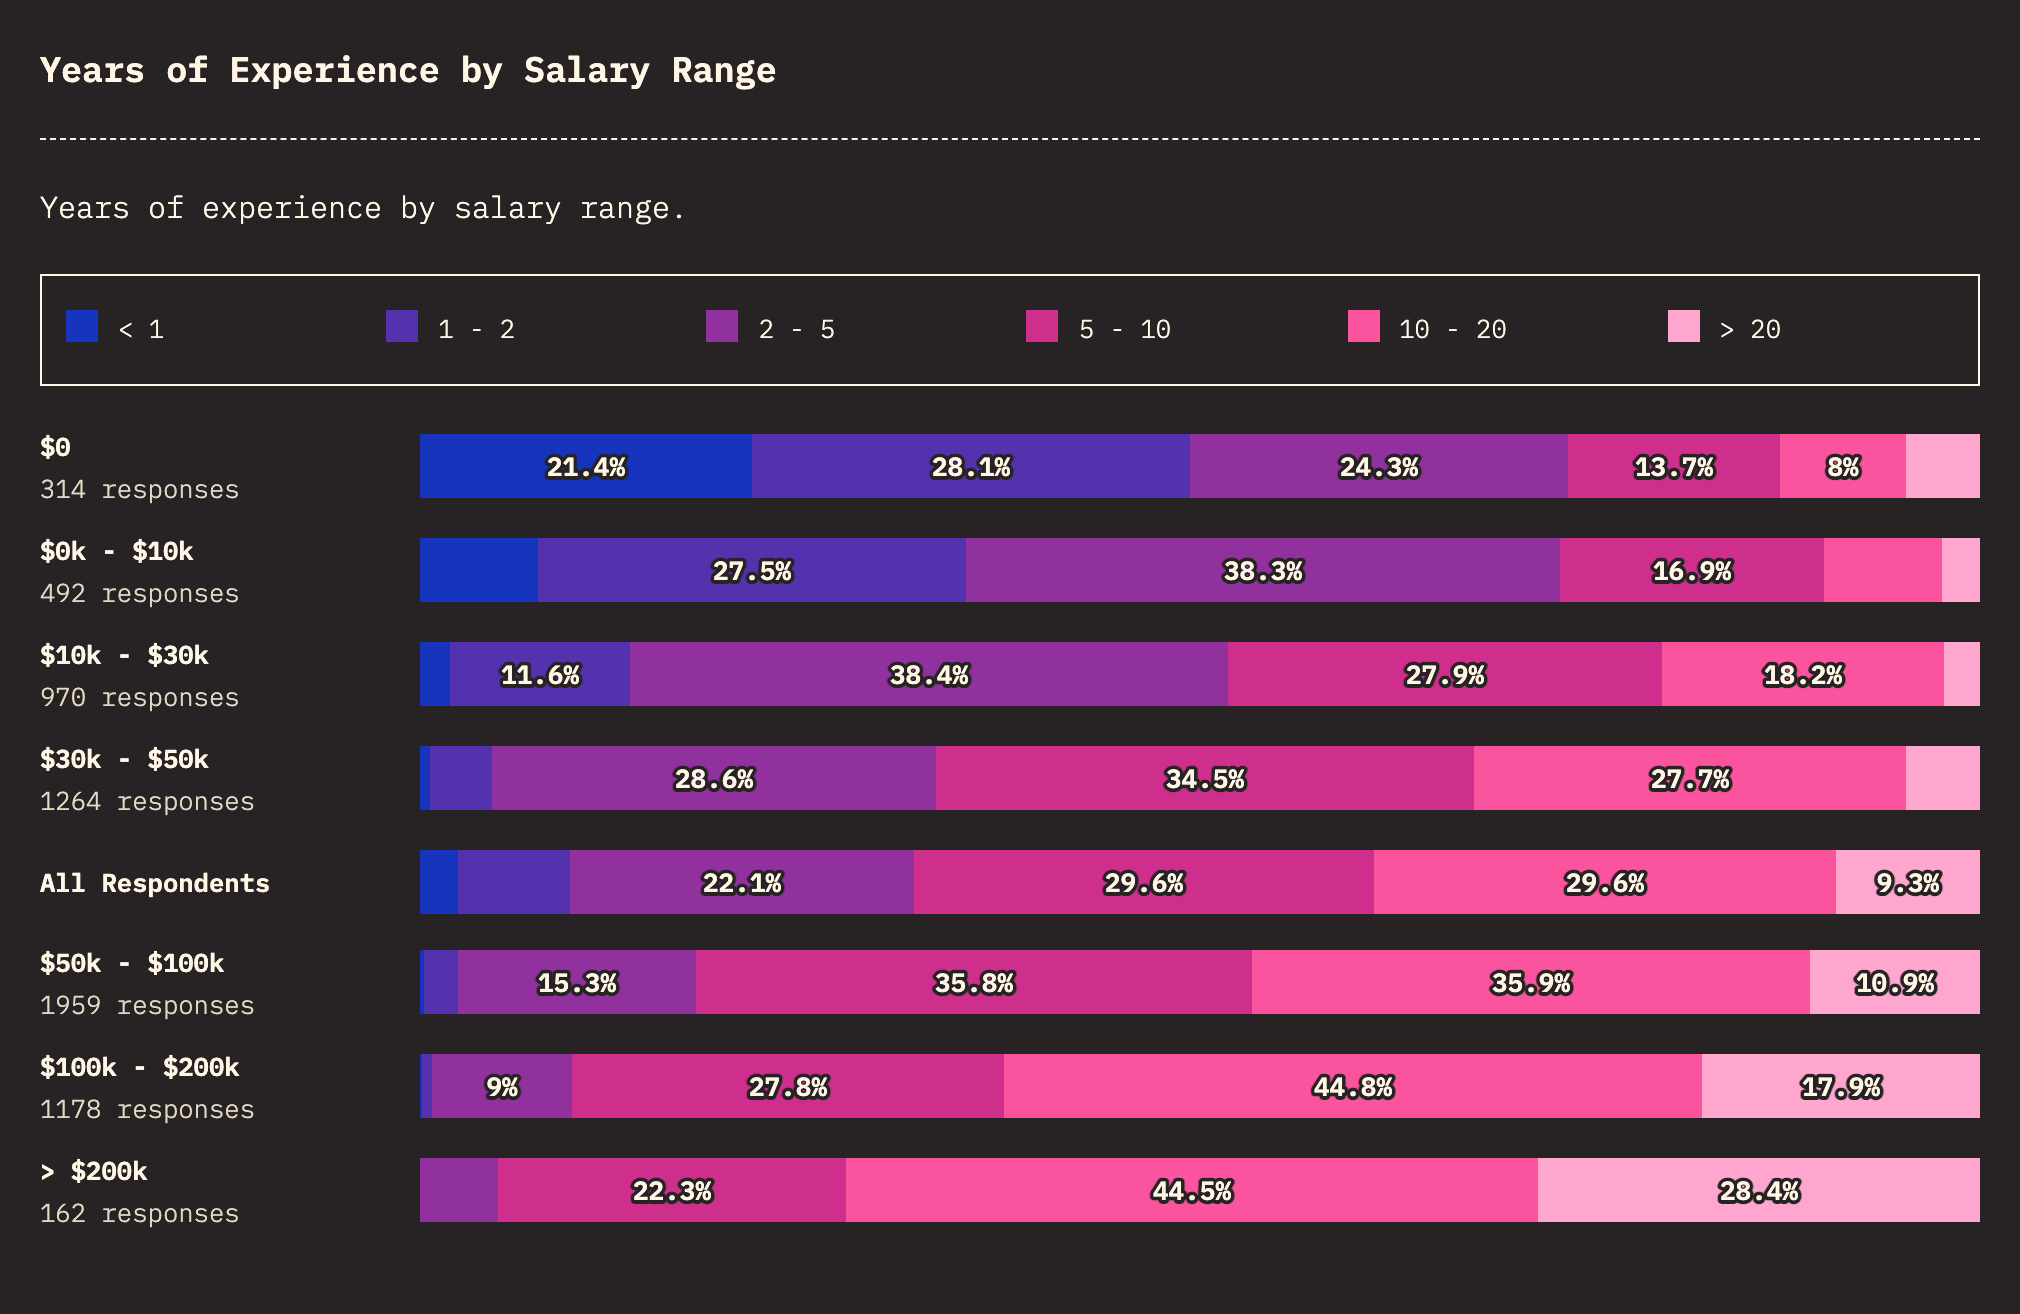 Years of Experience by Salary Range
Years of experience by salary range.
< 1    1 - 2    2 - 5    5 - 10    10 - 20    > 20
$0
314 responses
21.4% 28.1% 24.3% 13.7% 8%
$0k - $10k
492 responses
27.5% 38.3% 16.9%
$10k - $30k
970 responses
11.6% 38.4% 27.9% 18.2%
$30k - $50k
1264 responses
28.6% 34.5% 27.7%
All Respondents
22.1% 29.6% 29.6% 9.3%
$50k - $100k
1959 responses
15.3% 35.8% 35.9% 10.9%
$100k - $200k
1178 responses
9% 27.8% 44.8% 17.9%
> $200k
162 responses
22.3% 44.5% 28.4%